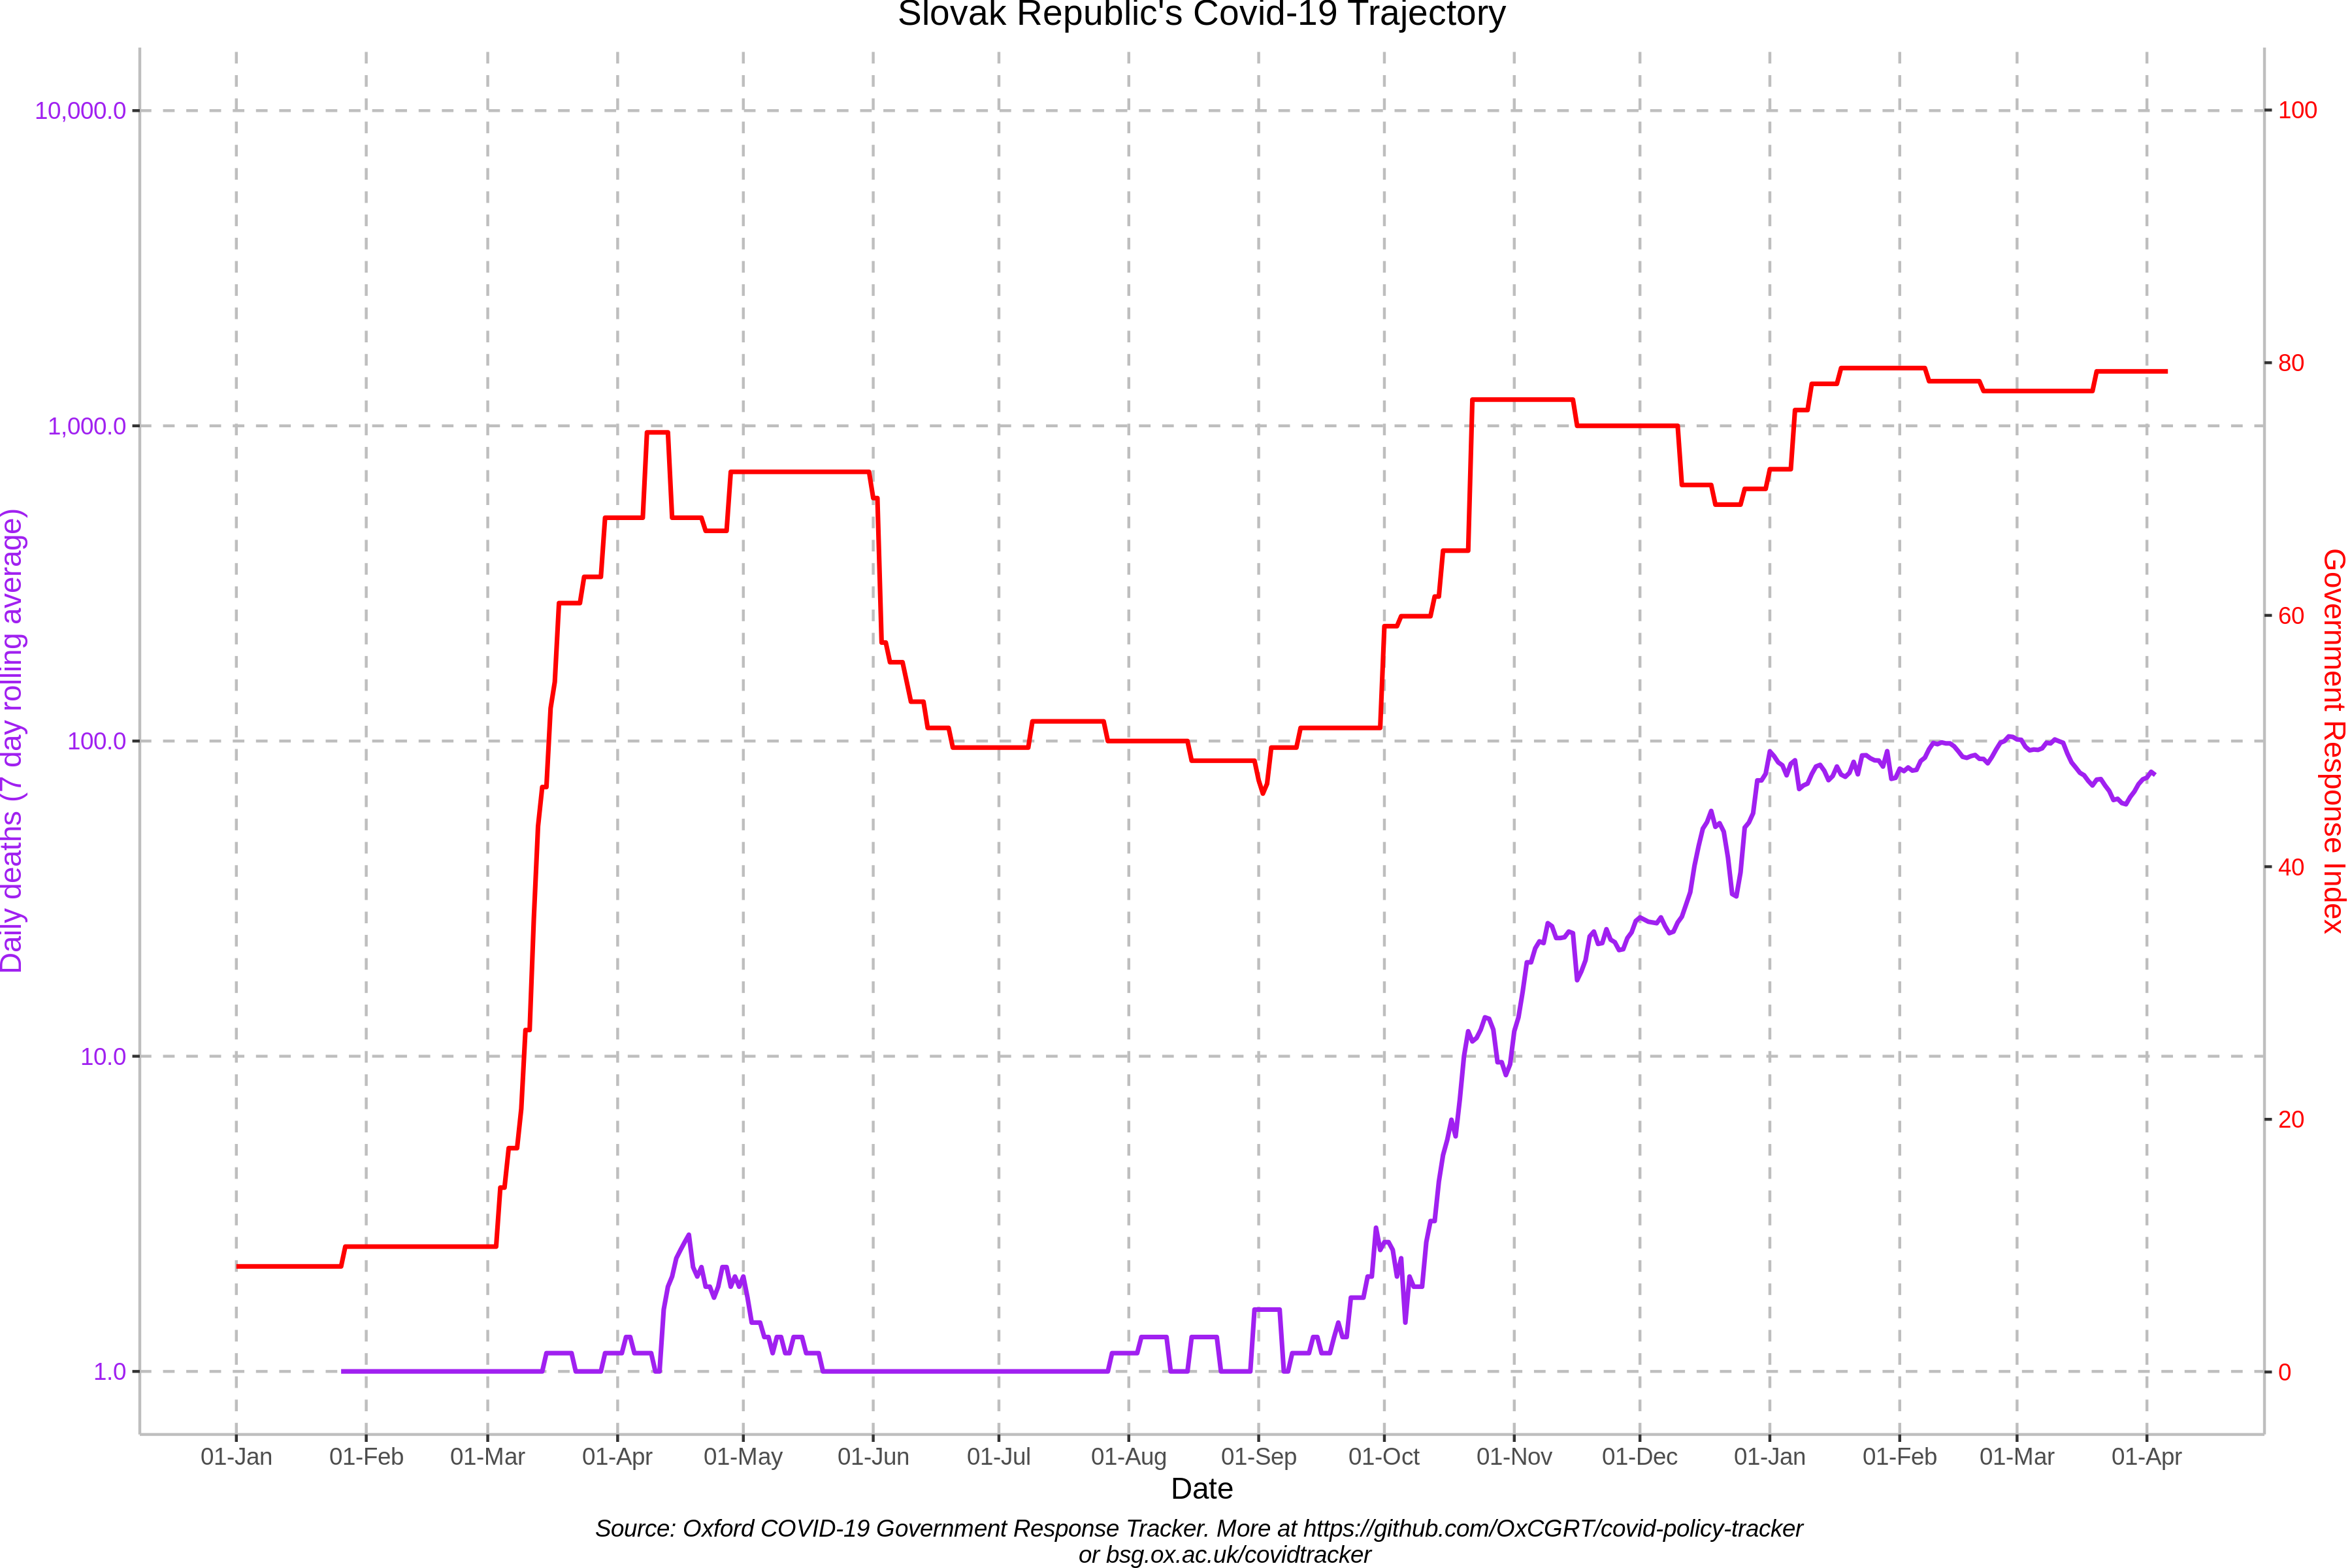 Slovak Republic's Covid-19 Trajectory
10,000.0
1,000.0
100.0
10.0
1.0
Daily deaths (7 day rolling average)
100
80
60
40
20
0
Government Response Index
01-Jan 01-Feb 01-Mar 01-Apr 01-May 01-Jun 01-Jul 01-Aug 01-Sep 01-Oct 01-Nov 01-Dec 01-Jan 01-Feb 01-Mar 01-Apr
Date
Source: Oxford COVID-19 Government Response Tracker. More at https://github.com/OxCGRT/covid-policy-tracker
or bsg.ox.ac.uk/covidtracker